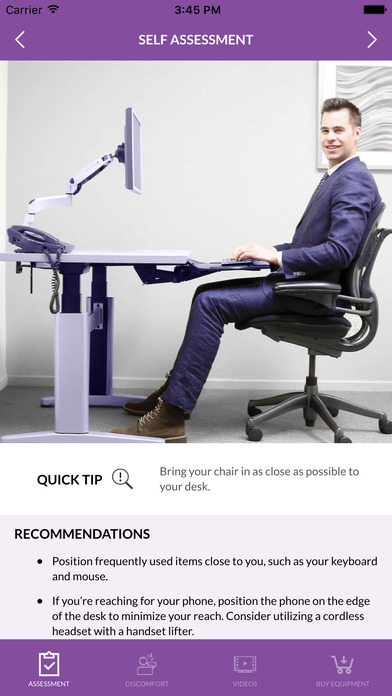 Carrier 3:45 PM
SELF ASSESSMENT
QUICK TIP
Bring your chair in as close as possible to
your desk.
RECOMMENDATIONS
• Position frequently used items close to you, such as your keyboard
and mouse.
• If you're reaching for your phone, position the phone on the edge
of the desk to minimize your reach. Consider utilizing a cordless
headset with a handset lifter.
ASSESSMENT DISCOMFORT VIDEOS BUY EQUIPMENT